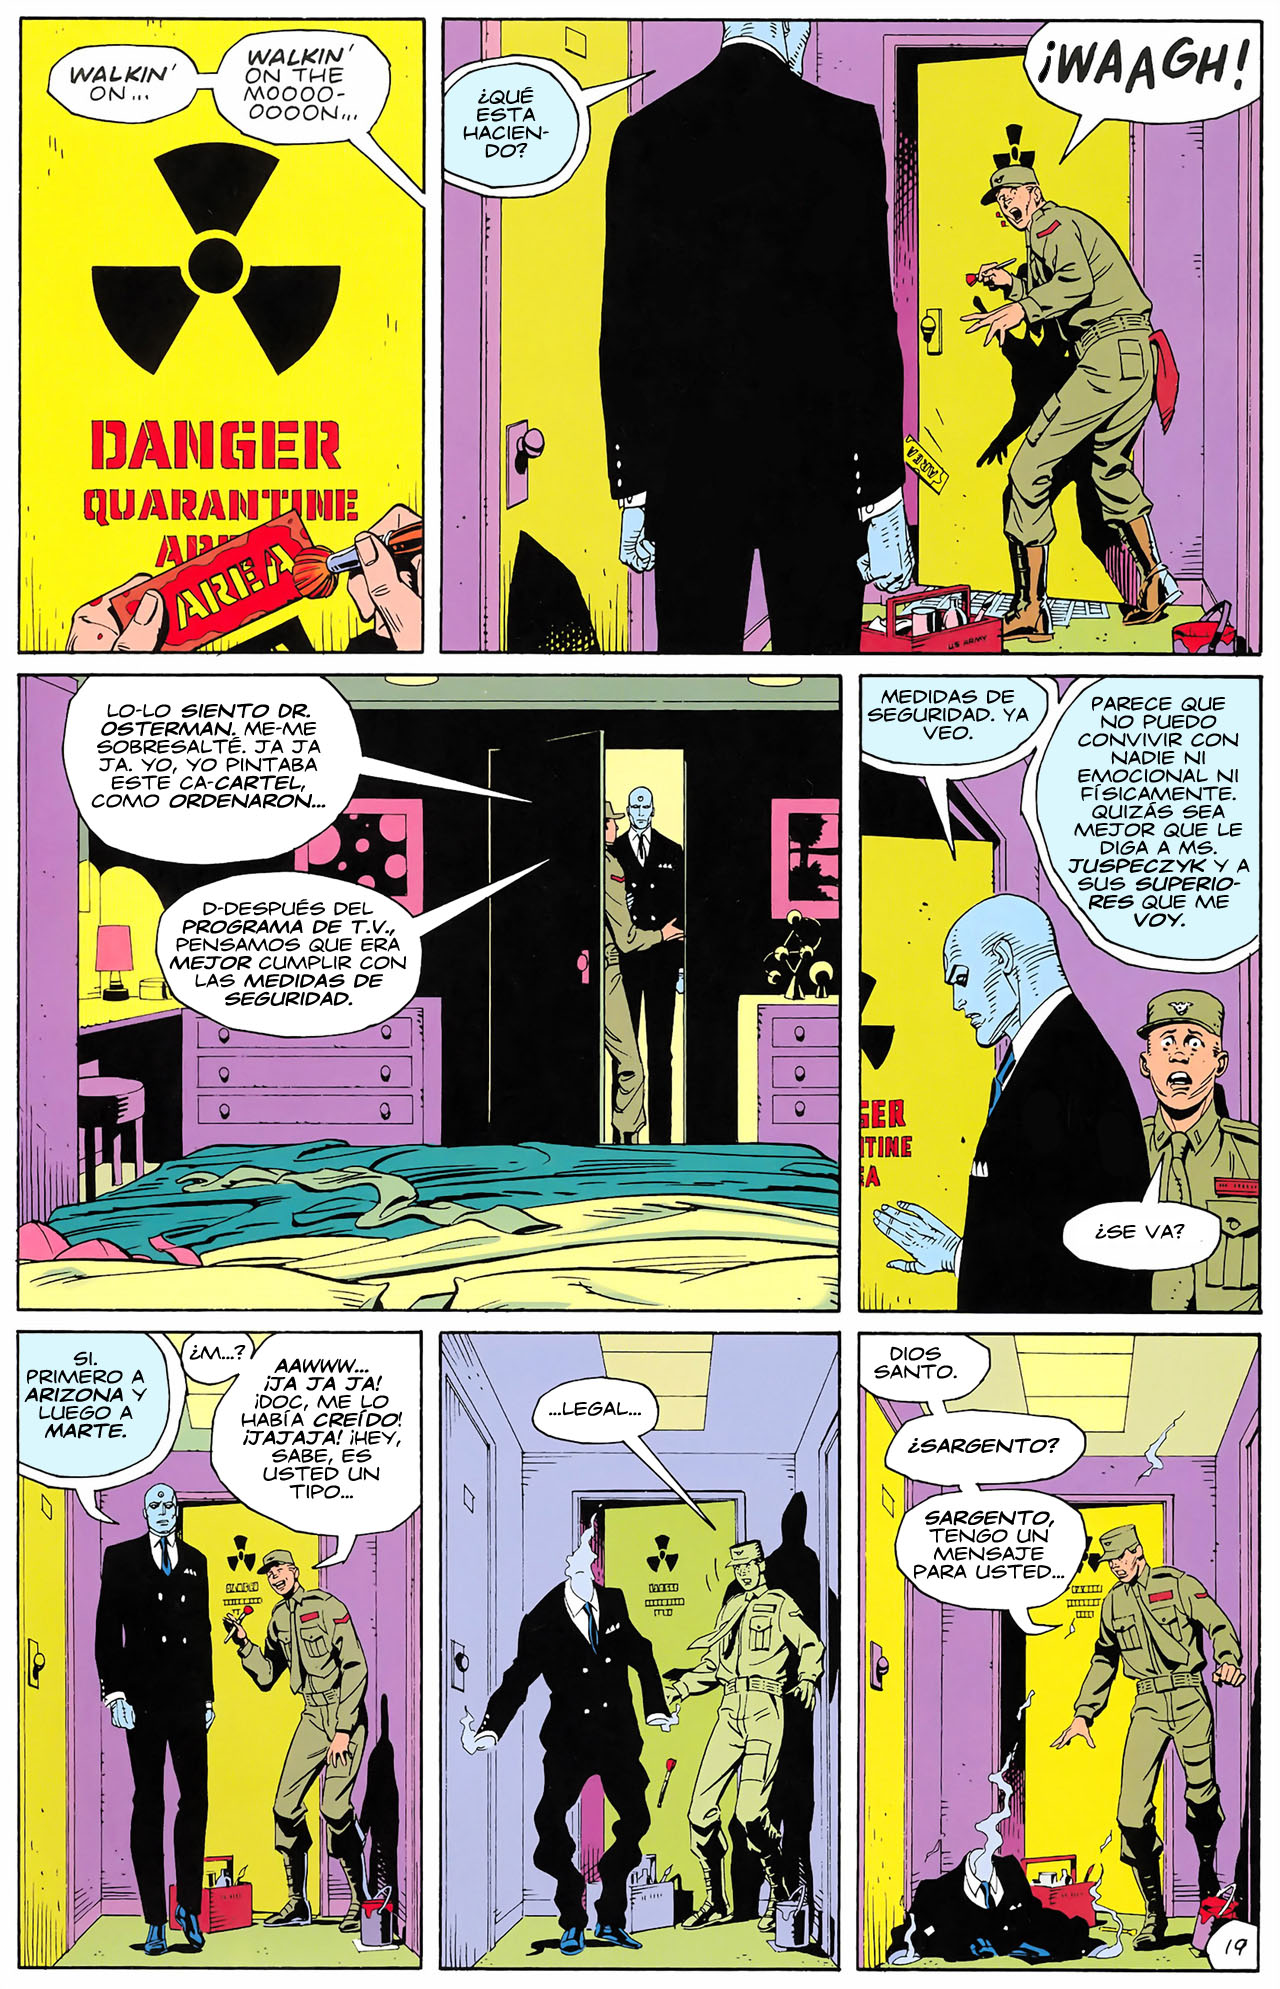 WALKIN'
ON...
WALKIN'
ON THE
MOOOO-
OOOON...
DANGER
QUARANTINE
AREA
AREA
¿QUÉ
ESTA
HACIEN-
DO?
¡WAAGH!
AREA
US ARMY
LO-LO SIENTO DR.
OSTERMAN. ME-ME
SOBRESALTÉ. JA JA
JA. YO, YO PINTABA
ESTE CA-CARTEL,
COMO ORDENARON...
D-DESPUÉS DEL
PROGRAMA DE T.V.,
PENSAMOS QUE ERA
MEJOR CUMPLIR CON
LAS MEDIDAS DE
SEGURIDAD.
MEDIDAS DE
SEGURIDAD. YA
VEO.
PARECE QUE
NO PUEDO
CONVIVIR CON
NADIE NI
EMOCIONAL NI
FÍSICAMENTE.
QUIZÁS SEA
MEJOR QUE LE
DIGA A MS.
JUSPECZYK Y A
SUS SUPERIO-
RES QUE ME
VOY.
GER
NTINE
EA
¿SE VA?
SI.
PRIMERO A
ARIZONA Y
LUEGO A
MARTE.
¿M...?
AAWWW...
¡JA JA JA!
¡DOC, ME LO
HABÍA CREÍDO!
¡JAJAJA! ¡HEY,
SABE, ES
USTED UN
TIPO...
...LEGAL...
DANGER
DIOS
SANTO.
¿SARGENTO?
SARGENTO,
TENGO UN
MENSAJE
PARA USTED...
19